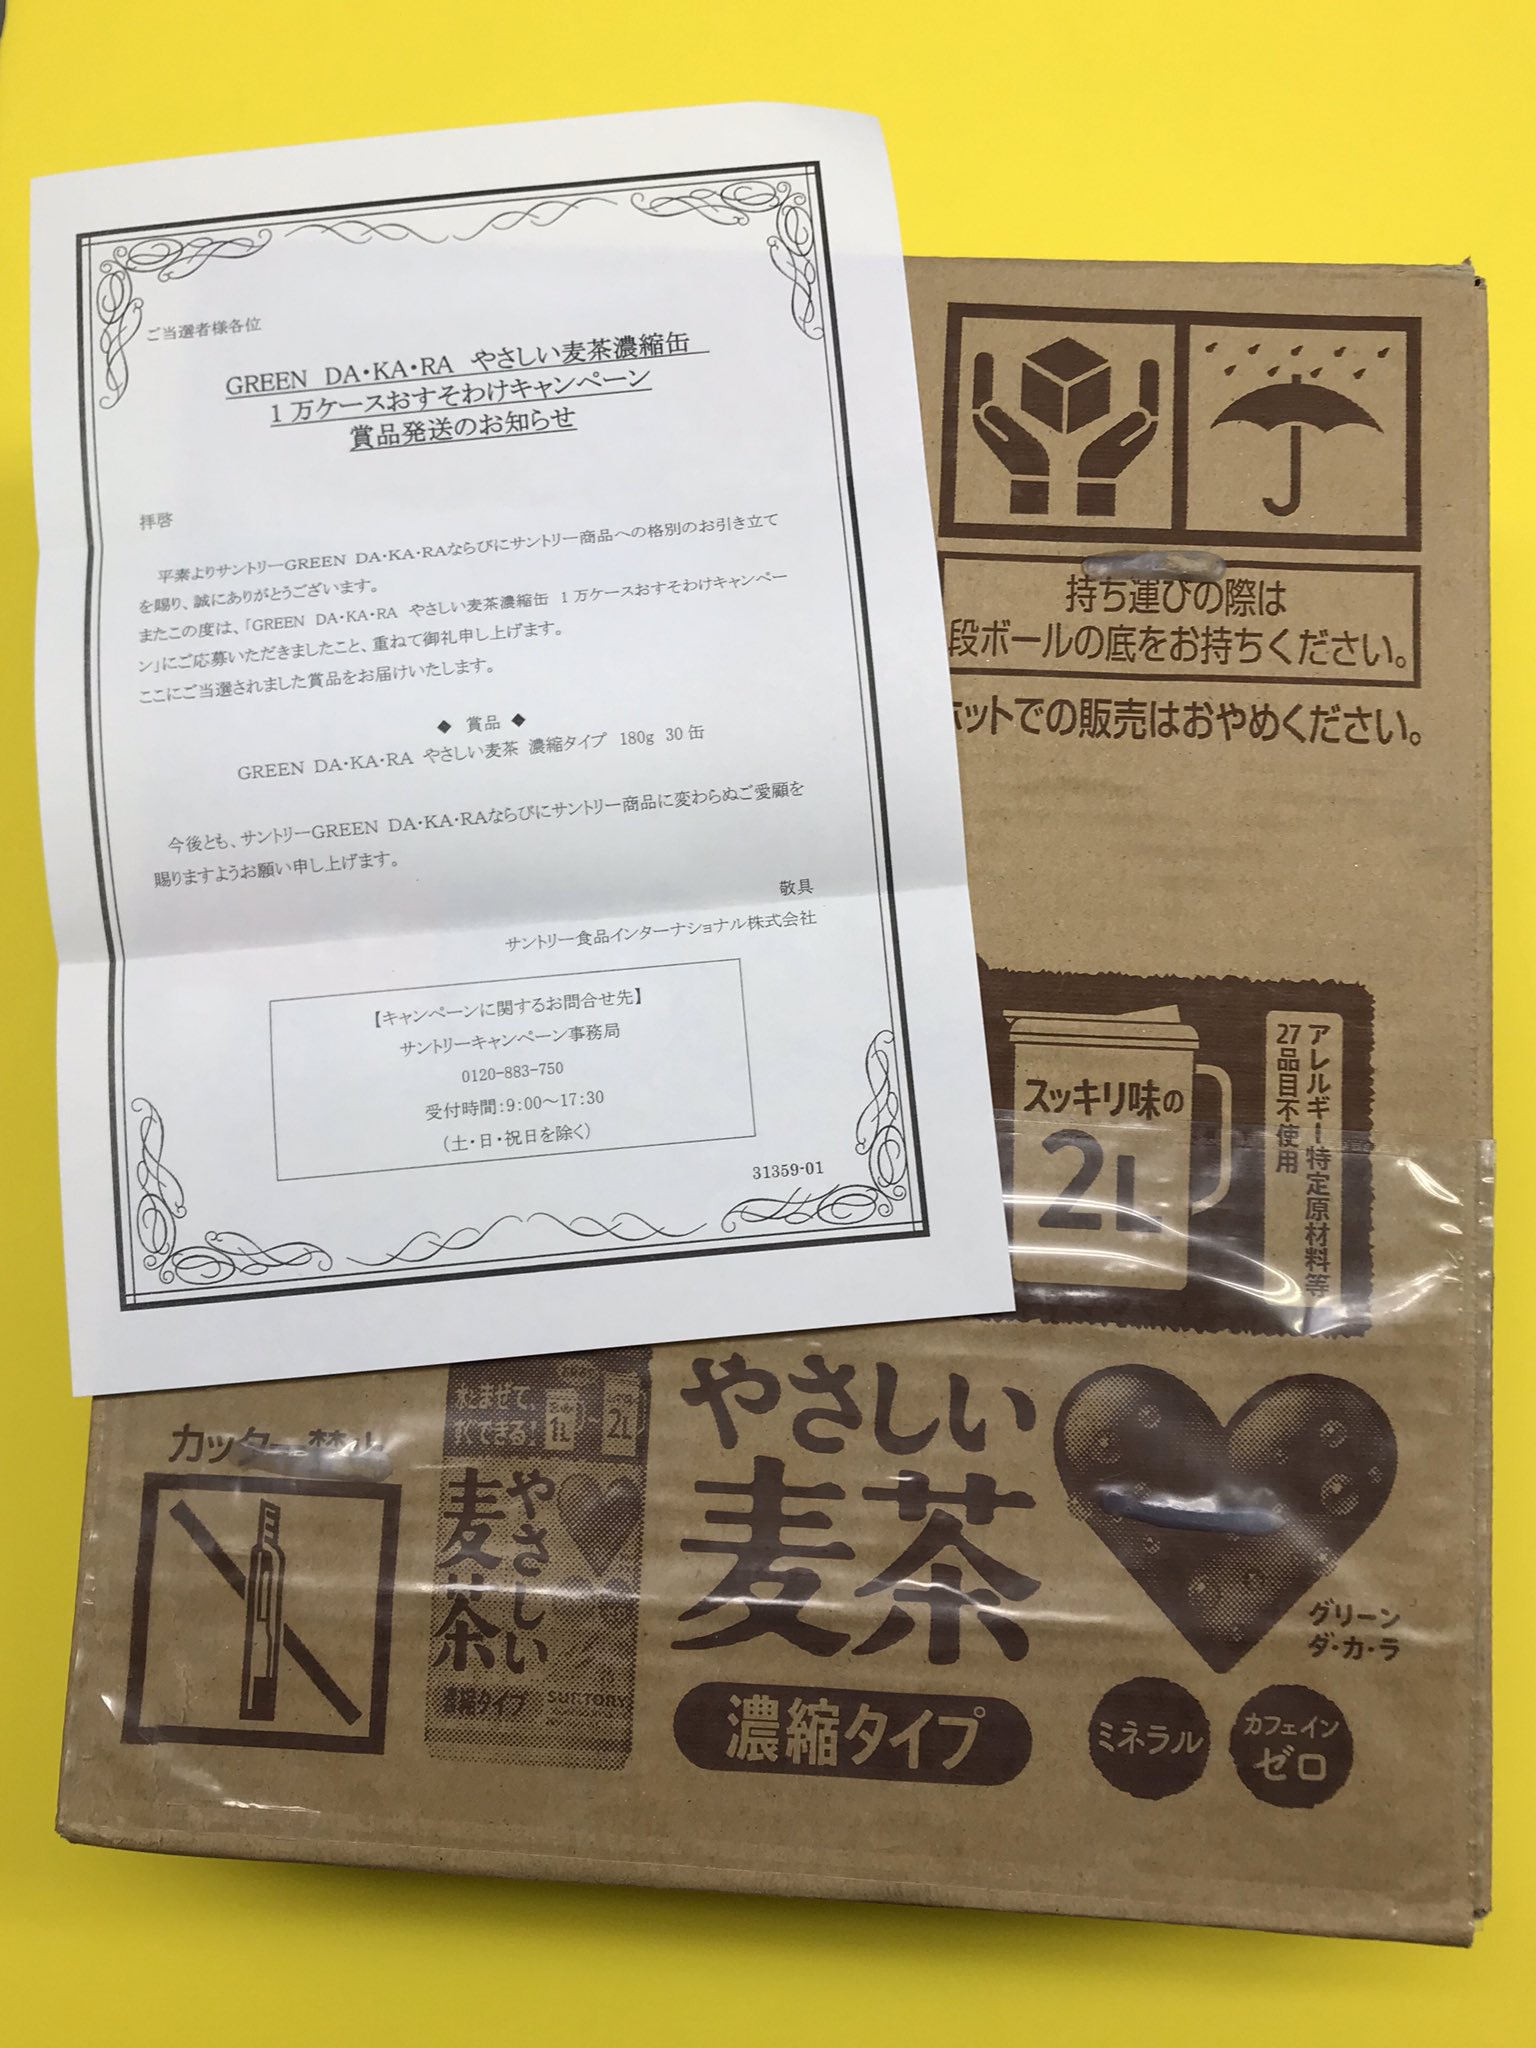 ご当選者様各位
GREEN DA・KA・RA やさしい麦茶濃縮缶
1万ケースおすそわけキャンペーン
賞品発送のお知らせ
拝啓
平素よりサントリーGREEN DA・KA・RAならびにサントリー商品への格別のお引き立て
を賜り、誠にありがとうございます。
またこの度は、「GREEN DA・KA・RA やさしい麦茶濃縮缶 1万ケースおすそわけキャンペー
ン」にご応募いただきましたこと、重ねて御礼申し上げます。
ここにご当選されました賞品をお届けいたします。
◆ 賞品 ◆
GREEN DA・KA・RA やさしい麦茶 濃縮タイプ 180g 30缶
今後とも、サントリーGREEN DA・KA・RAならびにサントリー商品に変わらぬご愛顧を
賜りますようお願い申し上げます。
敬具
サントリー食品インターナショナル株式会社
【キャンペーンに関するお問合せ先】
サントリーキャンペーン事務局
0120-883-750
受付時間：9：00～17：30
（土・日・祝日を除く）
31359-01
持ち運びの際は
段ボールの底をお持ちください。
ホットでの販売はおやめください。
スッキリ味の
2L
アレルギー特定原材料等
27品目不使用
カッター禁止
やさしい
麦茶
濃縮タイプ
グリーン
ダ・カ・ラ
ミネラル
カフェイン
ゼロ
すぐできる!
1L
2L
やさしい
麦茶
濃縮タイプ
SUNTORY